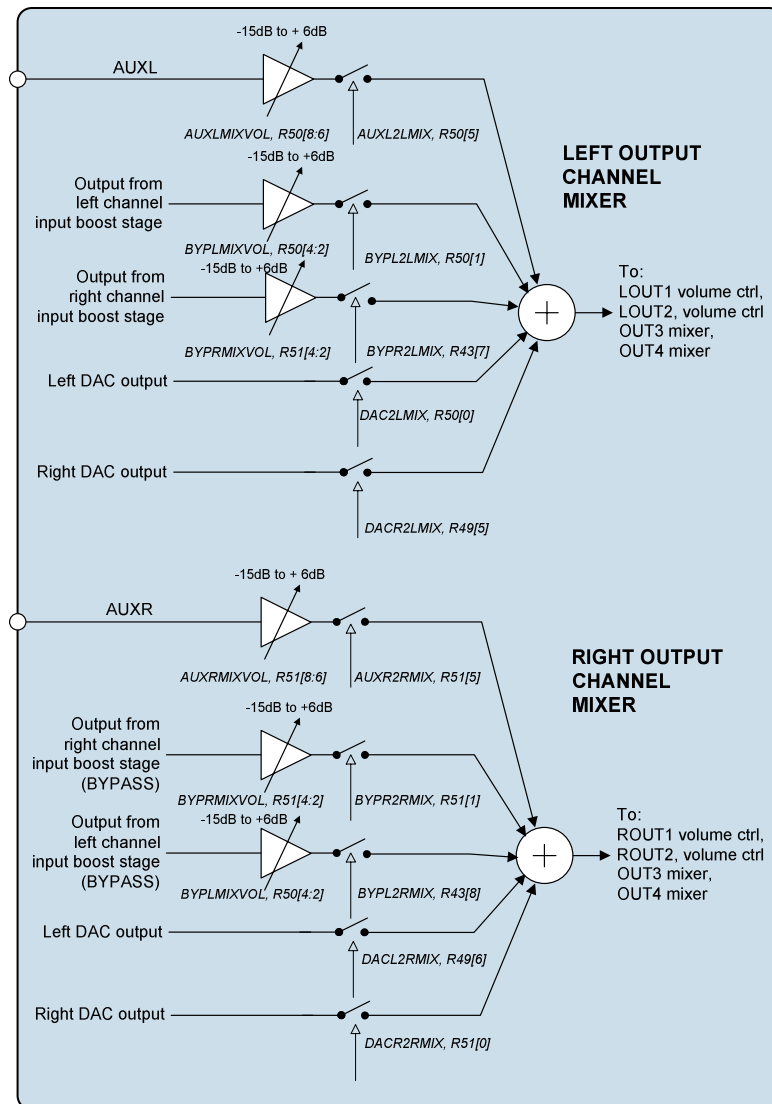 -15dB to + 6dB
AUXL
AUXLMIXVOL, R50[8:6]
AUXL2LMIX, R50[5]
LEFT OUTPUT
CHANNEL
MIXER
-15dB to +6dB
Output from
left channel
input boost stage
BYPLMIXVOL, R50[4:2]
BYPL2LMIX, R50[1]
-15dB to +6dB
Output from
right channel
input boost stage
BYPRMIXVOL, R51[4:2]
BYPR2LMIX, R43[7]
+
To:
LOUT1 volume ctrl,
LOUT2, volume ctrl
OUT3 mixer,
OUT4 mixer
Left DAC output
DAC2LMIX, R50[0]
Right DAC output
DACR2LMIX, R49[5]
-15dB to + 6dB
AUXR
AUXRMIXVOL, R51[8:6]
AUXR2RMIX, R51[5]
RIGHT OUTPUT
CHANNEL
MIXER
-15dB to +6dB
Output from
right channel
input boost stage
(BYPASS)
BYPRMIXVOL, R51[4:2]
BYPR2RMIX, R51[1]
-15dB to +6dB
Output from
left channel
input boost stage
(BYPASS)
BYPLMIXVOL, R50[4:2]
BYPL2RMIX, R43[8]
+
To:
ROUT1 volume ctrl,
ROUT2, volume ctrl
OUT3 mixer,
OUT4 mixer
Left DAC output
DACL2RMIX, R49[6]
Right DAC output
DACR2RMIX, R51[0]